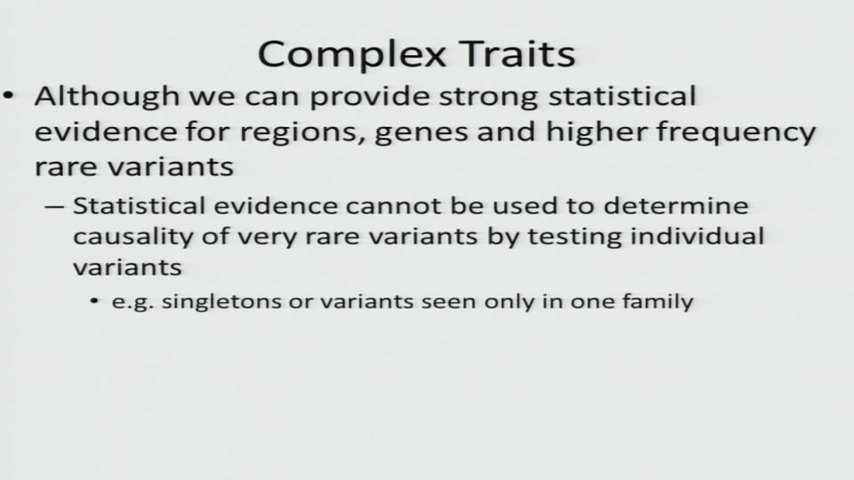 Complex Traits
• Although we can provide strong statistical
evidence for regions, genes and higher frequency
rare variants
– Statistical evidence cannot be used to determine
causality of very rare variants by testing individual
variants
• e.g. singletons or variants seen only in one family